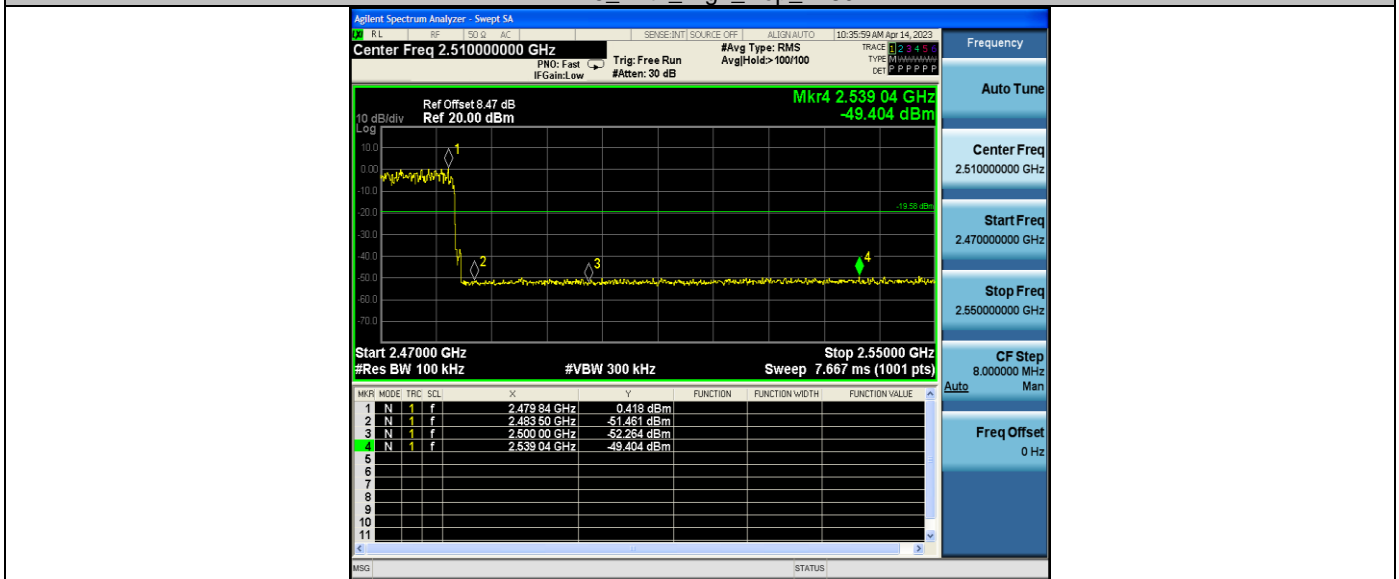 Agilent Spectrum Analyzer - Swept SA
RL RF 50 Ω AC SENSE:INT SOURCE OFF ALIGN AUTO 10:35:59 AM Apr 14, 2023
Center Freq 2.510000000 GHz
PNO: Fast
IFGain:Low
Trig: Free Run
#Atten: 30 dB
#Avg Type: RMS
Avg|Hold:>100/100
TRACE 1 2 3 4 5 6
TYPE M
DET P P P P P P
Ref Offset 8.47 dB
10 dB/div Ref 20.00 dBm
Log
Mkr4 2.539 04 GHz
-49.404 dBm
10.0
0.00
-10.0
-20.0
-30.0
-40.0
-50.0
-60.0
-70.0
1
2
3
4
-19.58 dBm
Start 2.47000 GHz Stop 2.55000 GHz
#Res BW 100 kHz #VBW 300 kHz Sweep 7.667 ms (1001 pts)
MKR MODE TRC SCL X Y FUNCTION FUNCTION WIDTH FUNCTION VALUE
1 N 1 f 2.479 84 GHz 0.418 dBm
2 N 1 f 2.483 50 GHz -51.461 dBm
3 N 1 f 2.500 00 GHz -52.264 dBm
4 N 1 f 2.539 04 GHz -49.404 dBm
5
6
7
8
9
10
11
MSG STATUS
Frequency
Auto Tune
Center Freq
2.510000000 GHz
Start Freq
2.470000000 GHz
Stop Freq
2.550000000 GHz
CF Step
8.000000 MHz
Auto Man
Freq Offset
0 Hz